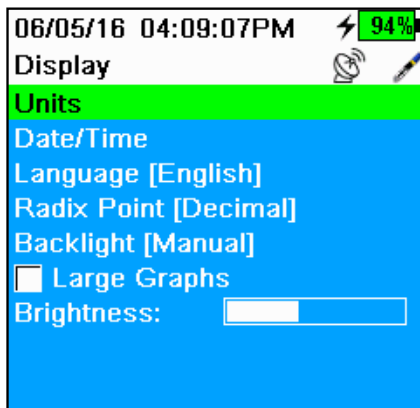 06/05/16 04:09:07PM 94%
Display
Units
Date/Time
Language [English]
Radix Point [Decimal]
Backlight [Manual]
Large Graphs
Brightness: